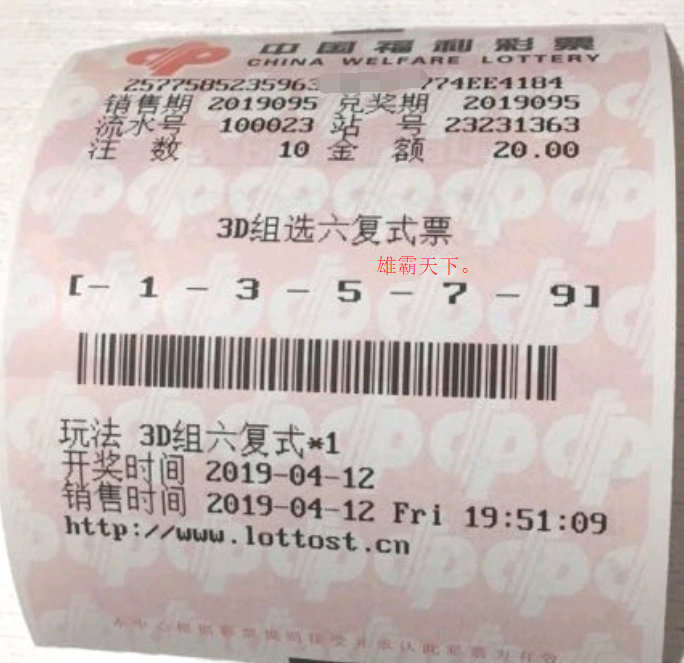 中国福利彩票
CHINA WELFARE LOTTERY
2577585235963 774EE4184
销售期 2019095 兑奖期 2019095
流水号 100023 站 号 23231363
注 数 10 金 额 20.00
3D组选六复式票
雄霸天下。
[- 1 - 3 - 5 - 7 - 9]
玩法 3D组六复式*1
开奖时间 2019-04-12
销售时间 2019-04-12 Fri 19:51:09
http://www.lottost.cn